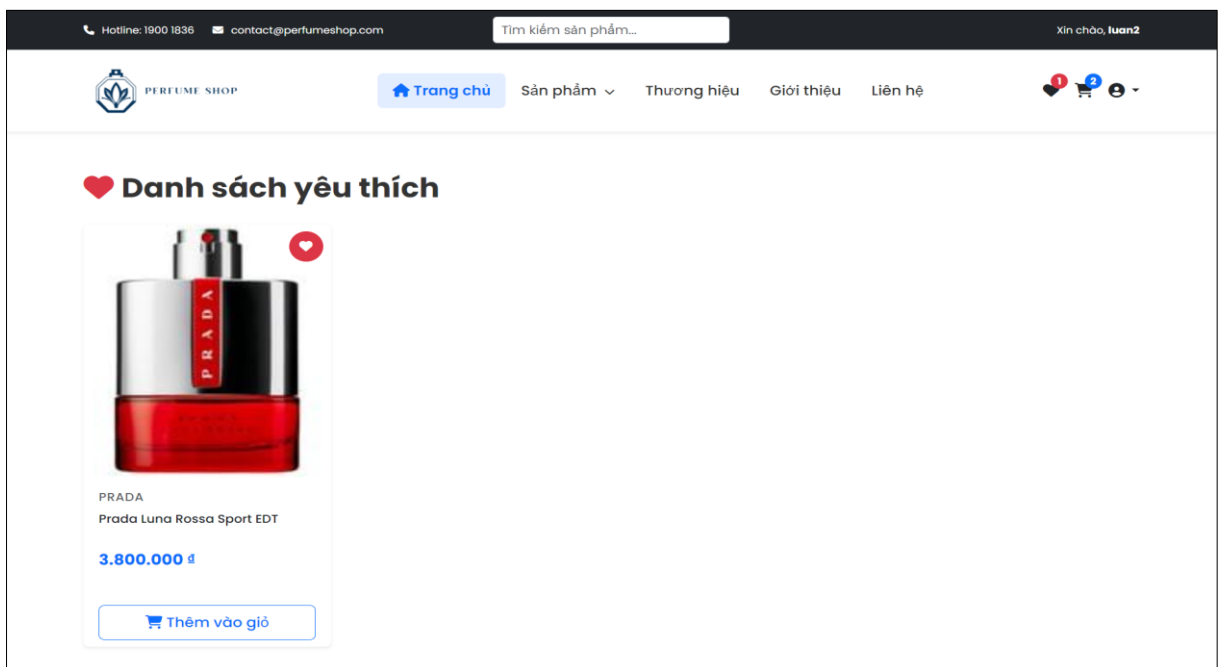 Hotline: 1900 1836 contact@perfumeshop.com Tìm kiếm sản phẩm... Xin chào, luan2
PERFUME SHOP Trang chủ Sản phẩm Thương hiệu Giới thiệu Liên hệ 1 2
Danh sách yêu thích
PRADA
PRADA
Prada Luna Rossa Sport EDT
3.800.000 ₫
Thêm vào giỏ